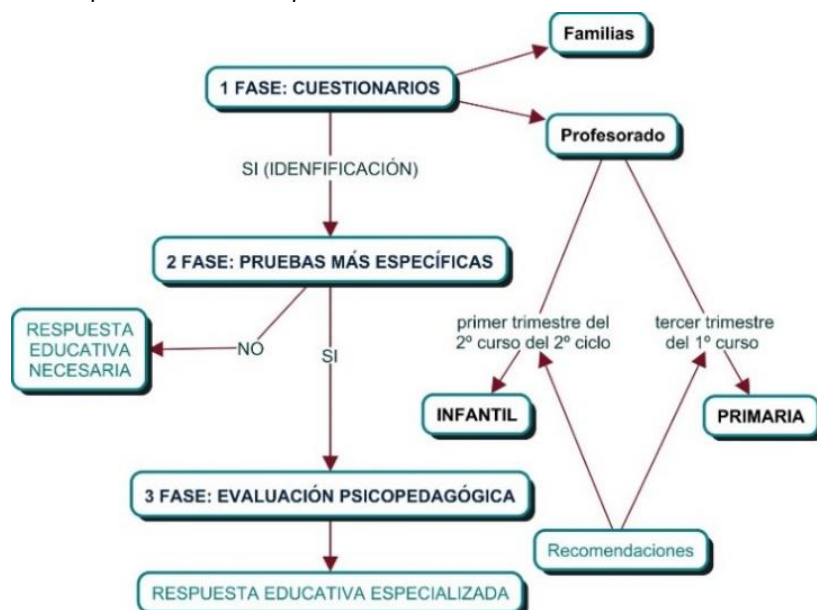 Familias
1 FASE: CUESTIONARIOS
Profesorado
SI (IDENFIFICACIÓN)
2 FASE: PRUEBAS MÁS ESPECÍFICAS
RESPUESTA
EDUCATIVA
NECESARIA
NO
SI
primer trimestre del
2º curso del 2º ciclo
tercer trimestre
del 1º curso
INFANTIL
PRIMARIA
3 FASE: EVALUACIÓN PSICOPEDAGÓGICA
Recomendaciones
RESPUESTA EDUCATIVA ESPECIALIZADA